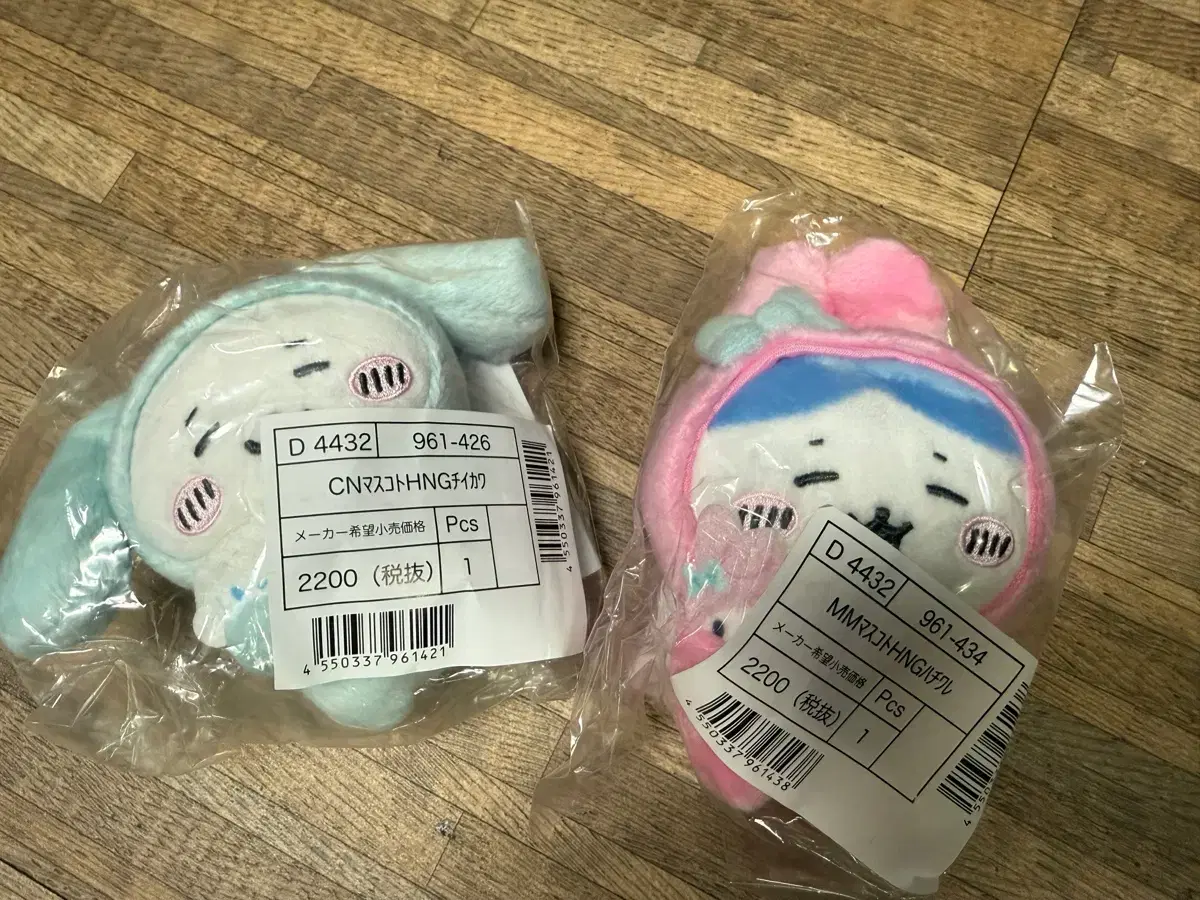 D 4432 961-426
CNﾏｽｺｯﾄHNGﾁｲｶﾜ
メーカー希望小売価格 Pcs
2200 (税抜) 1
4 550337 961421
4 550337 961421
D 4432 961-434
MMﾏｽｺｯﾄHNGﾊﾁﾜﾚ
メーカー希望小売価格 Pcs
2200 (税抜) 1
4 550337 961438